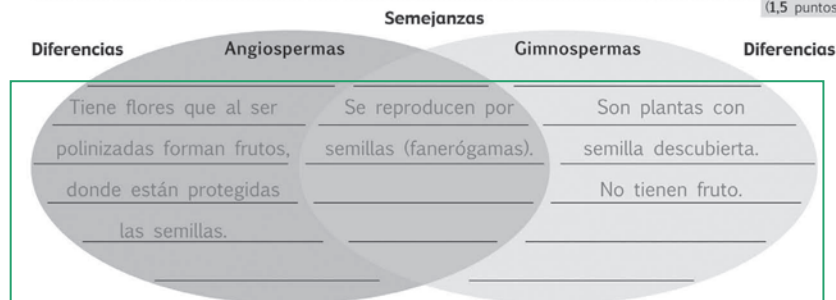 (1,5 puntos
Semejanzas
Diferencias
Angiospermas
Gimnospermas
Diferencias
Tiene flores que al ser
polinizadas forman frutos,
donde están protegidas
las semillas.
Se reproducen por
semillas (fanerógamas).
Son plantas con
semilla descubierta.
No tienen fruto.